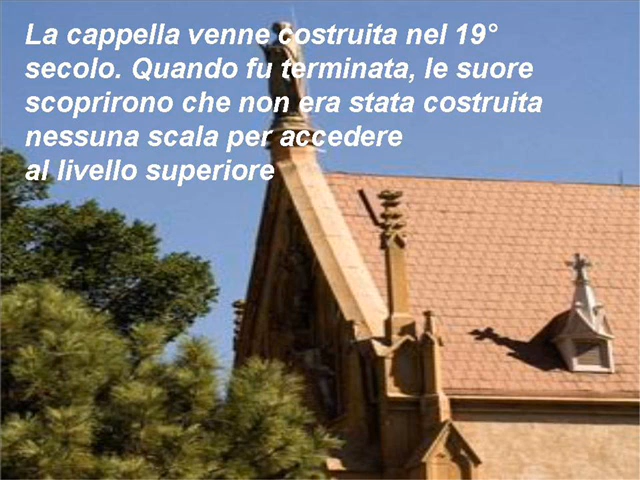 La cappella venne costruita nel 19°
secolo. Quando fu terminata, le suore
scoprirono che non era stata costruita
nessuna scala per accedere
al livello superiore